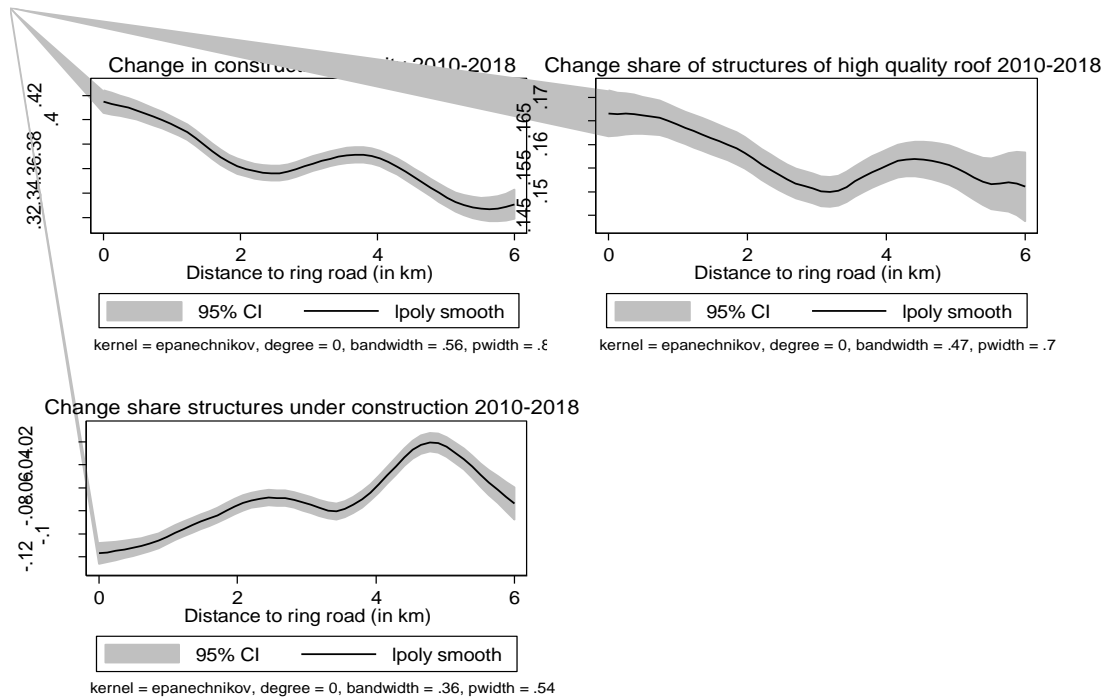 Change in construc 2010-2018
.32 .34 .36 .38 .4 .42
0 2 4 6
Distance to ring road (in km)
95% CI lpoly smooth
kernel = epanechnikov, degree = 0, bandwidth = .56, pwidth = .8
Change share of structures of high quality roof 2010-2018
.145 .15 .155 .16 .165 .17
0 2 4 6
Distance to ring road (in km)
95% CI lpoly smooth
kernel = epanechnikov, degree = 0, bandwidth = .47, pwidth = .7
Change share structures under construction 2010-2018
-.12 -.1 -.08 .06 .04 .02
0 2 4 6
Distance to ring road (in km)
95% CI lpoly smooth
kernel = epanechnikov, degree = 0, bandwidth = .36, pwidth = .54